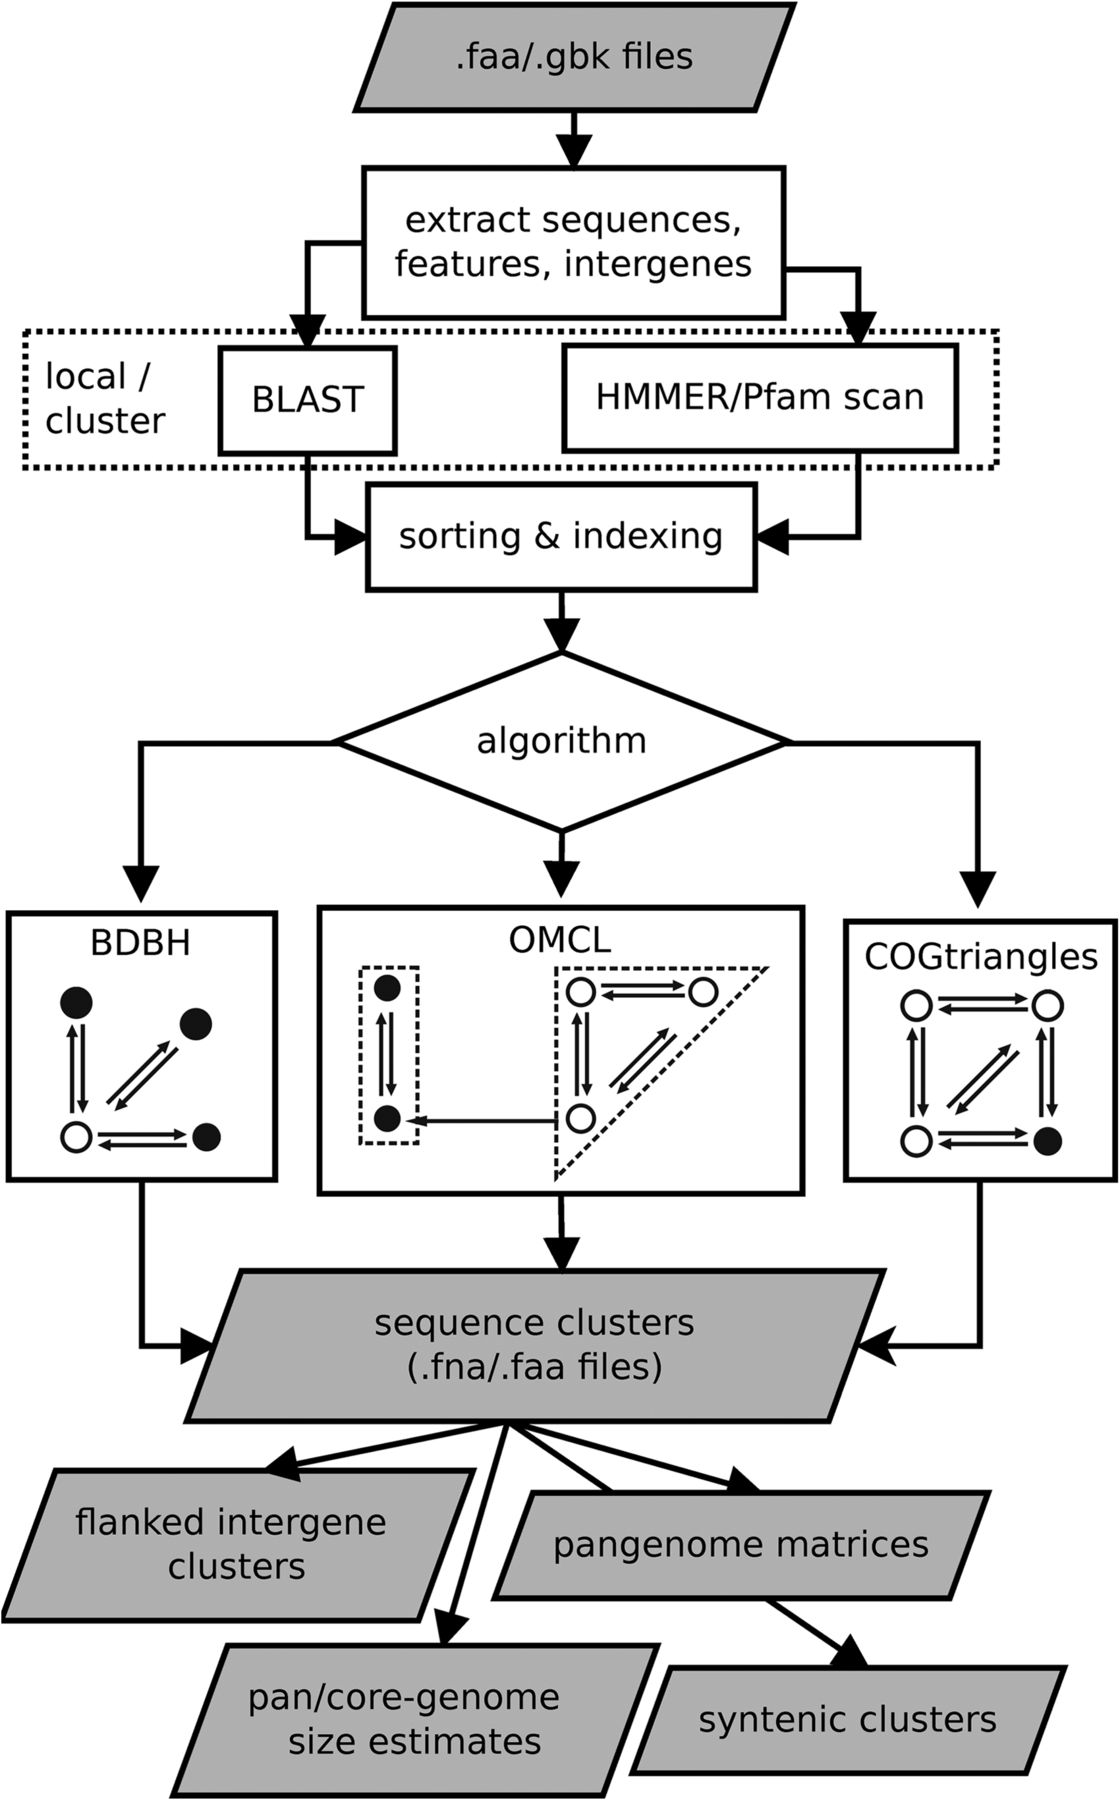 .faa/.gbk files
extract sequences,
features, intergenes
local /
cluster
BLAST
HMMER/Pfam scan
sorting & indexing
algorithm
BDBH
OMCL
COGtriangles
sequence clusters
(.fna/.faa files)
flanked intergene
clusters
pangenome matrices
pan/core-genome
size estimates
syntenic clusters